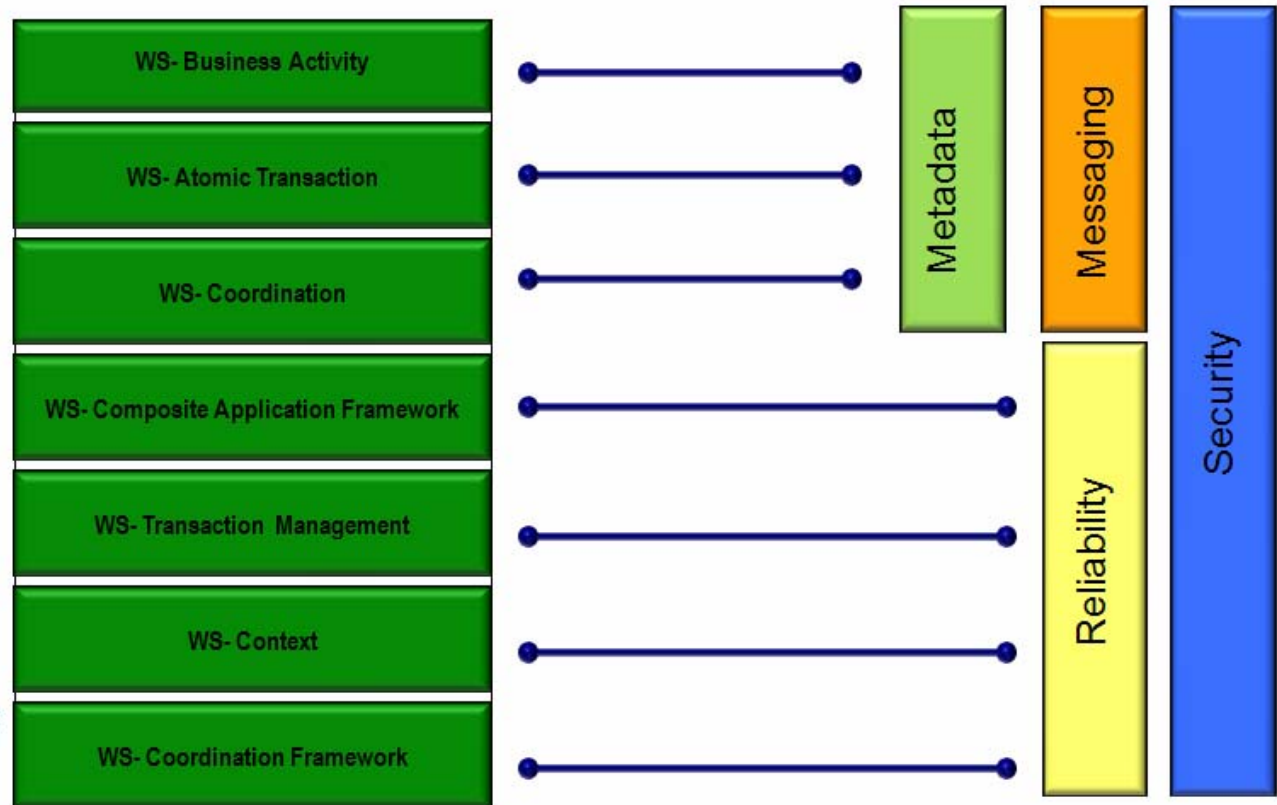 WS- Business Activity
WS- Atomic Transaction
WS- Coordination
WS- Composite Application Framework
WS- Transaction Management
WS- Context
WS- Coordination Framework
Metadata
Messaging
Reliability
Security